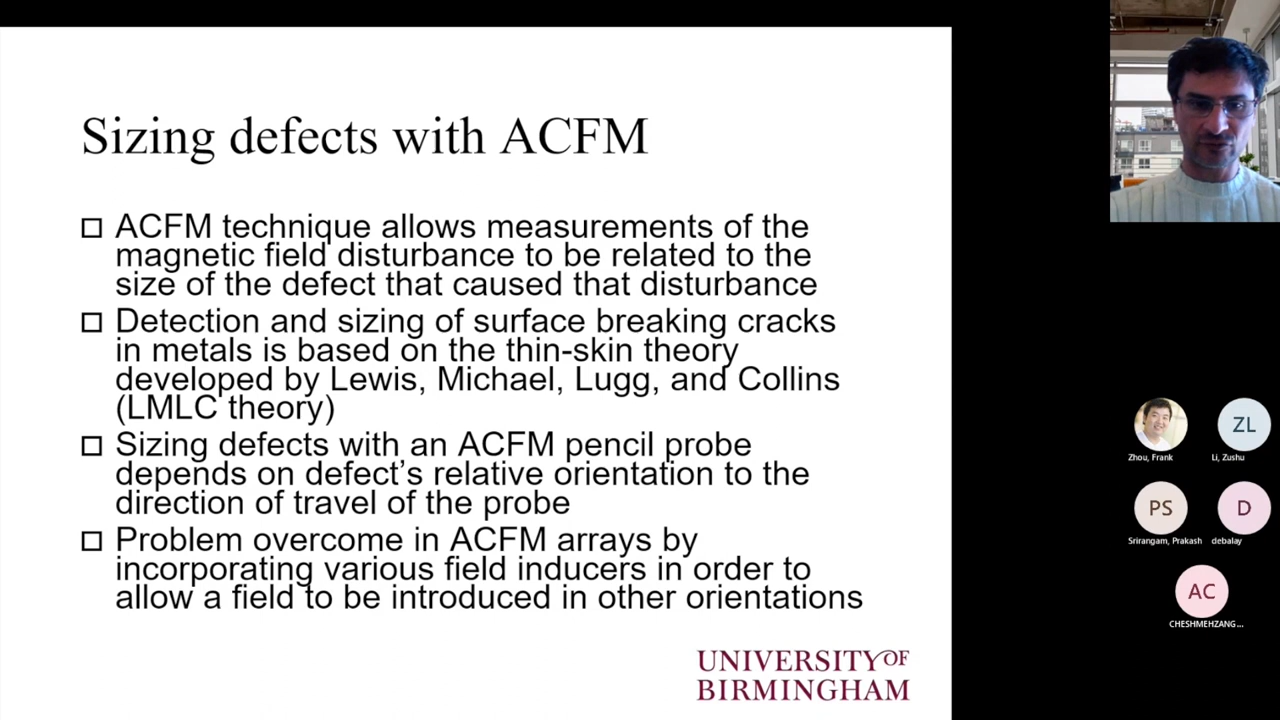 Sizing defects with ACFM
ACFM technique allows measurements of the
magnetic field disturbance to be related to the
size of the defect that caused that disturbance
Detection and sizing of surface breaking cracks
in metals is based on the thin-skin theory
developed by Lewis, Michael, Lugg, and Collins
(LMLC theory)
Sizing defects with an ACFM pencil probe
depends on defect’s relative orientation to the
direction of travel of the probe
Problem overcome in ACFM arrays by
incorporating various field inducers in order to
allow a field to be introduced in other orientations
UNIVERSITY OF
BIRMINGHAM
ZL
Zhou, Frank
Li, Zushu
PS
D
Srirangam, Prakash
debalay
AC
CHESHMEHZANG...